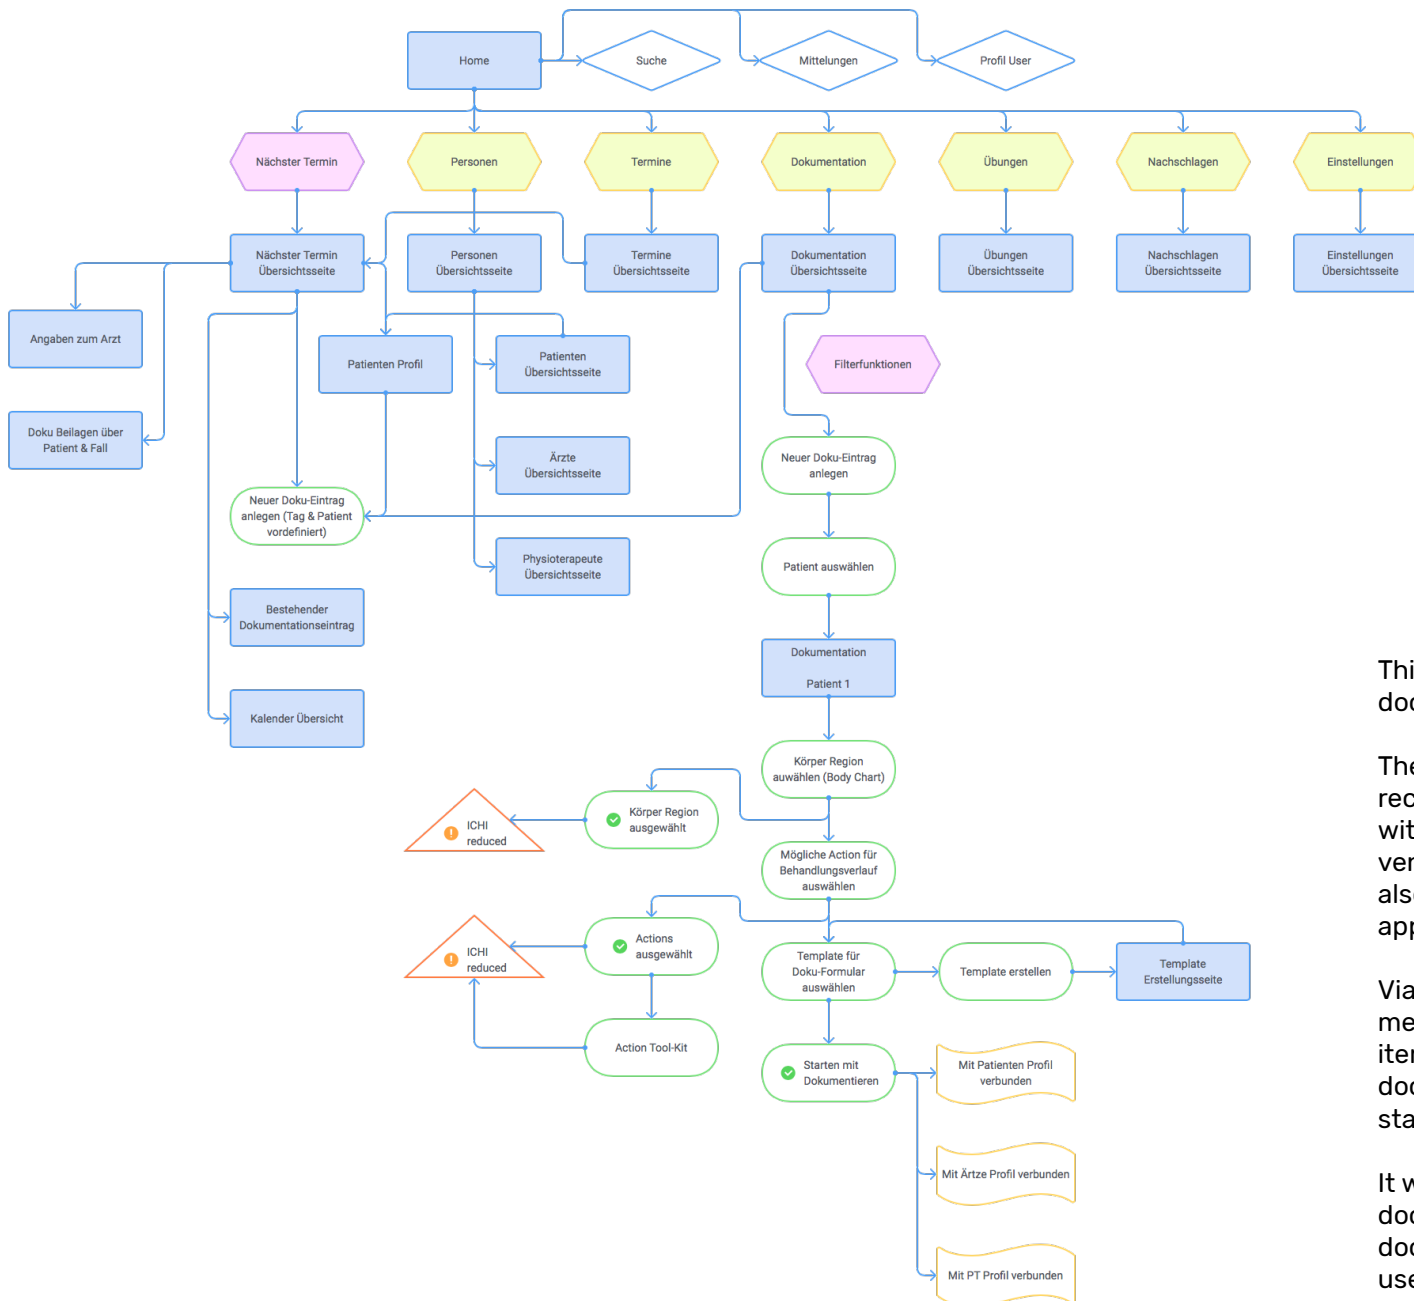 Home
Suche
Mittelungen
Profil User
Nächster Termin
Personen
Termine
Dokumentation
Übungen
Nachschlagen
Einstellungen
Nächster Termin
Übersichtsseite
Personen
Übersichtsseite
Termine
Übersichtsseite
Dokumentation
Übersichtsseite
Übungen
Übersichtsseite
Nachschlagen
Übersichtsseite
Einstellungen
Übersichtsseite
Angaben zum Arzt
Patienten Profil
Patienten
Übersichtsseite
Filterfunktionen
Doku Beilagen über
Patient & Fall
Ärzte
Übersichtsseite
Neuer Doku-Eintrag
anlegen
Neuer Doku-Eintrag
anlegen (Tag & Patient
vordefiniert)
Physioterapeute
Übersichtsseite
Patient auswählen
Bestehender
Dokumentationseintrag
Dokumentation
Patient 1
Kalender Übersicht
Körper Region
auwählen (Body Chart)
Körper Region
ausgewählt
ICHI
reduced
Mögliche Action für
Behandlungsverlauf
auswählen
Actions
ausgewählt
ICHI
reduced
Template für
Doku-Formular
auswählen
Template erstellen
Template
Erstellungsseite
Action Tool-Kit
Starten mit
Dokumentieren
Mit Patienten Profil
verbunden
Mit Ärtze Profil verbunden
Mit PT Profil verbunden
The
Via
It